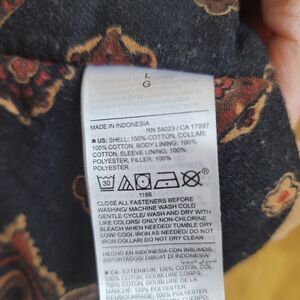 L
G
MADE IN INDONESIA
RN 54023 / CA 17897
■ US: SHELL: 100% COTTON, COLLAR:
100% COTTON, BODY LINING: 100%
COTTON, SLEEVE LINING: 100%
POLYESTER, FILLER: 100%
POLYESTER
30
1166
CLOSE ALL FASTENERS BEFORE
WASHING/ MACHINE WASH COLD
GENTLE CYCLE/ WASH AND DRY WITH
LIKE COLORS/ ONLY NON-CHLORINE
BLEACH WHEN NEEDED/ TUMBLE DRY
LOW/ COOL IRON AS NEEDED/ DO NOT
IRON DO NOT DRY CLEAN
HECHO EN INDONESIA CON INSUMOS
IMPORTADOS/ DIBUAT DI INDONESIA
■ CA: EXTERIEUR: 100% COTON, COL:
100% COTON, DOUBLURE CORPS:
100% COTON, DOUBLURE DE LA